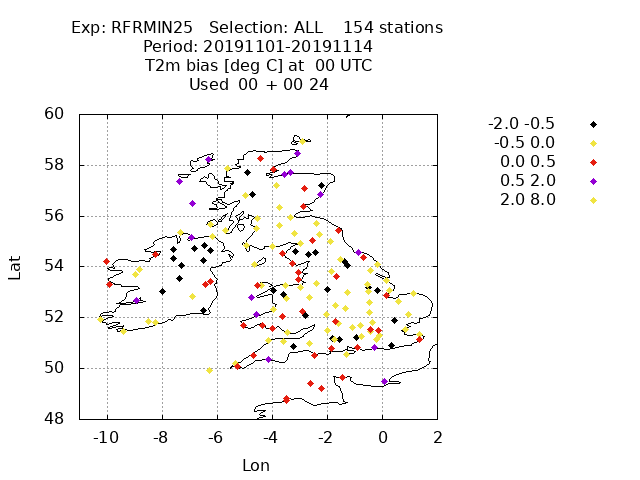 Exp: RFRMIN25 Selection: ALL 154 stations
Period: 20191101-20191114
T2m bias [deg C] at 00 UTC
Used 00 + 00 24
-2.0 -0.5
-0.5 0.0
0.0 0.5
0.5 2.0
2.0 8.0
60
58
56
54
52
50
48
Lat
-10 -8 -6 -4 -2 0 2
Lon